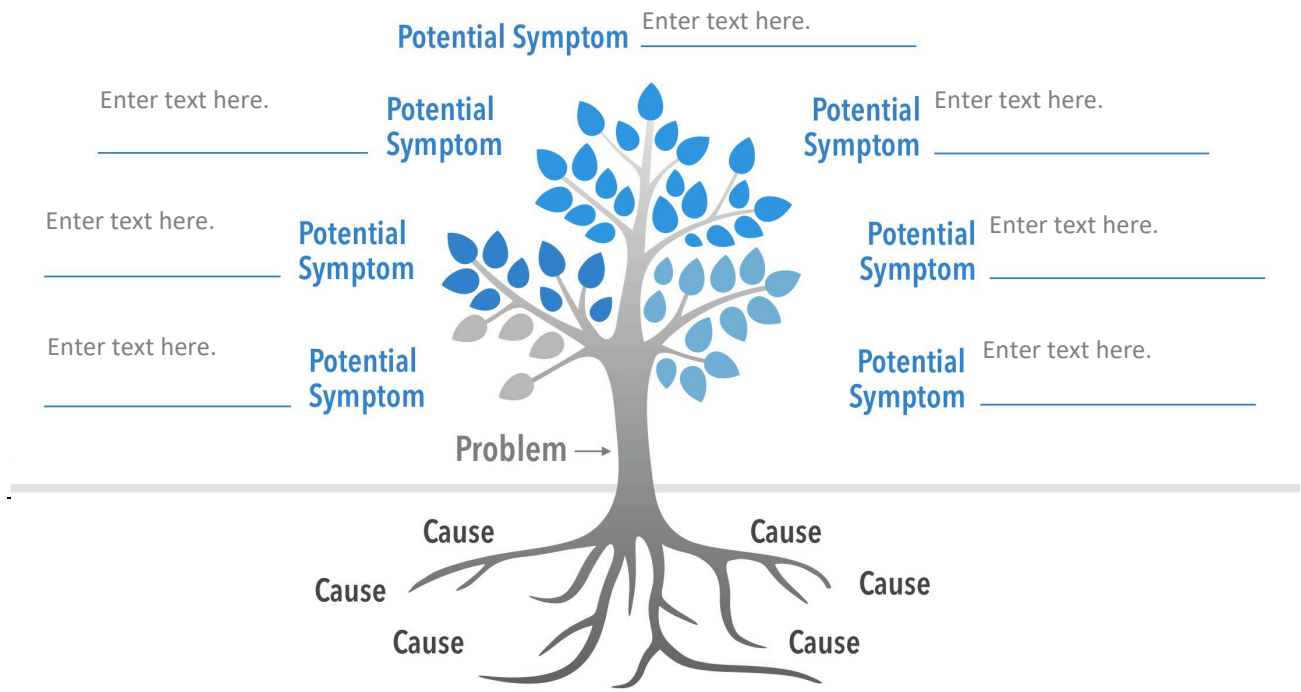 Potential Symptom Enter text here.
Enter text here.
Potential
Symptom
Potential
Symptom
Enter text here.
Enter text here.
Potential
Symptom
Potential
Symptom
Enter text here.
Enter text here.
Potential
Symptom
Potential
Symptom
Enter text here.
Problem
Cause
Cause
Cause
Cause
Cause
Cause